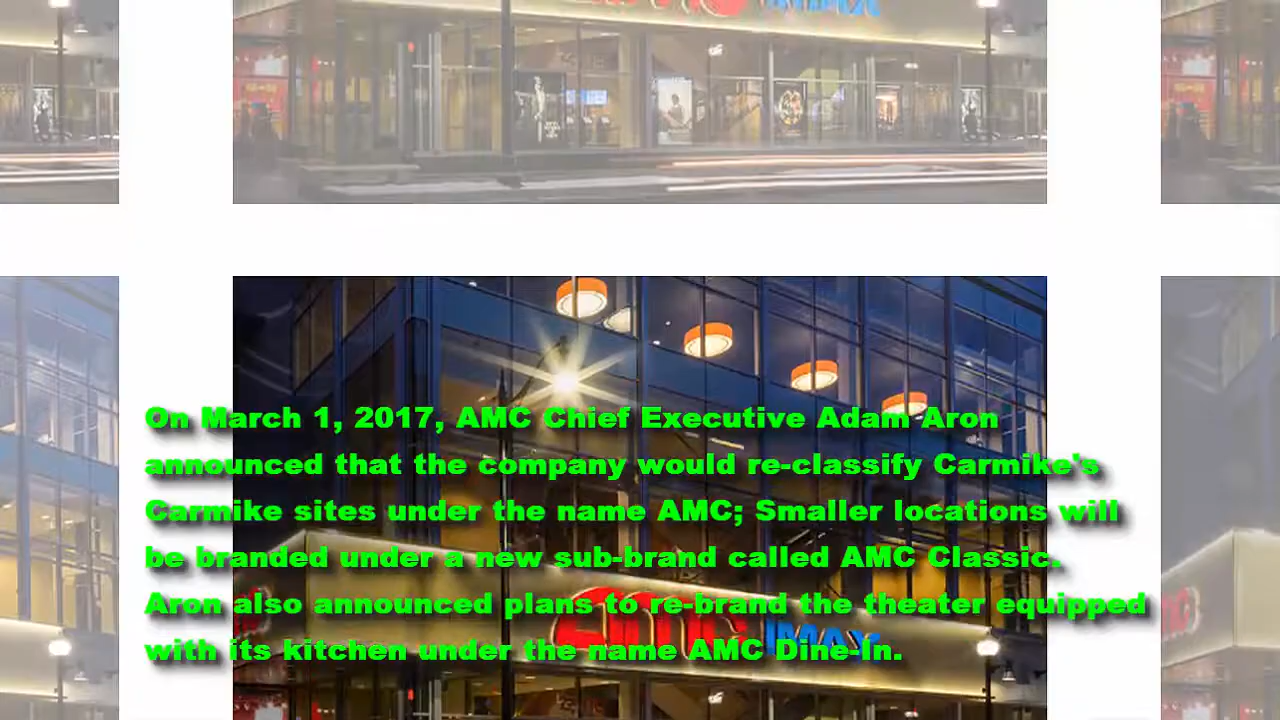 On March 1, 2017, AMC Chief Executive Adam Aron
announced that the company would re-classify Carmike's
Carmike sites under the name AMC; Smaller locations will
be branded under a new sub-brand called AMC Classic.
Aron also announced plans to re-brand the theater equipped
with its kitchen under the name AMC Dine-In.
amc IMAX